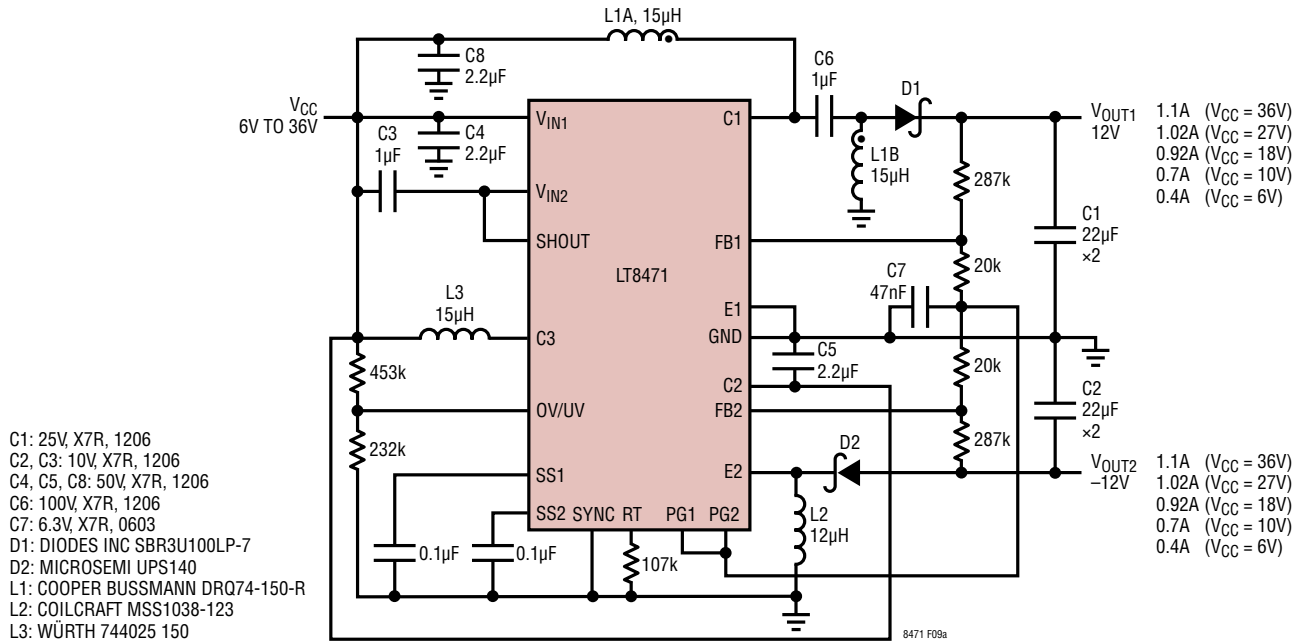 L1A, 15µH
C8
2.2µF
C6
1µF
D1
VCC
6V TO 36V
C3
1µF
C4
2.2µF
VIN1
C1
L1B
15µH
287k
VOUT1
12V
1.1A (VCC = 36V)
1.02A (VCC = 27V)
0.92A (VCC = 18V)
0.7A (VCC = 10V)
0.4A (VCC = 6V)
VIN2
SHOUT
FB1
C1
22µF
×2
LT8471
20k
C7
47nF
L3
15µH
E1
C3
GND
C5
2.2µF
453k
20k
C2
C2
22µF
×2
OV/UV
FB2
232k
287k
D2
SS1
E2
VOUT2
–12V
1.1A (VCC = 36V)
1.02A (VCC = 27V)
0.92A (VCC = 18V)
0.7A (VCC = 10V)
0.4A (VCC = 6V)
SS2 SYNC RT PG1 PG2
L2
12µH
0.1µF
0.1µF
107k
C1: 25V, X7R, 1206
C2, C3: 10V, X7R, 1206
C4, C5, C8: 50V, X7R, 1206
C6: 100V, X7R, 1206
C7: 6.3V, X7R, 0603
D1: DIODES INC SBR3U100LP-7
D2: MICROSEMI UPS140
L1: COOPER BUSSMANN DRQ74-150-R
L2: COILCRAFT MSS1038-123
L3: WÜRTH 744025 150
8471 F09a